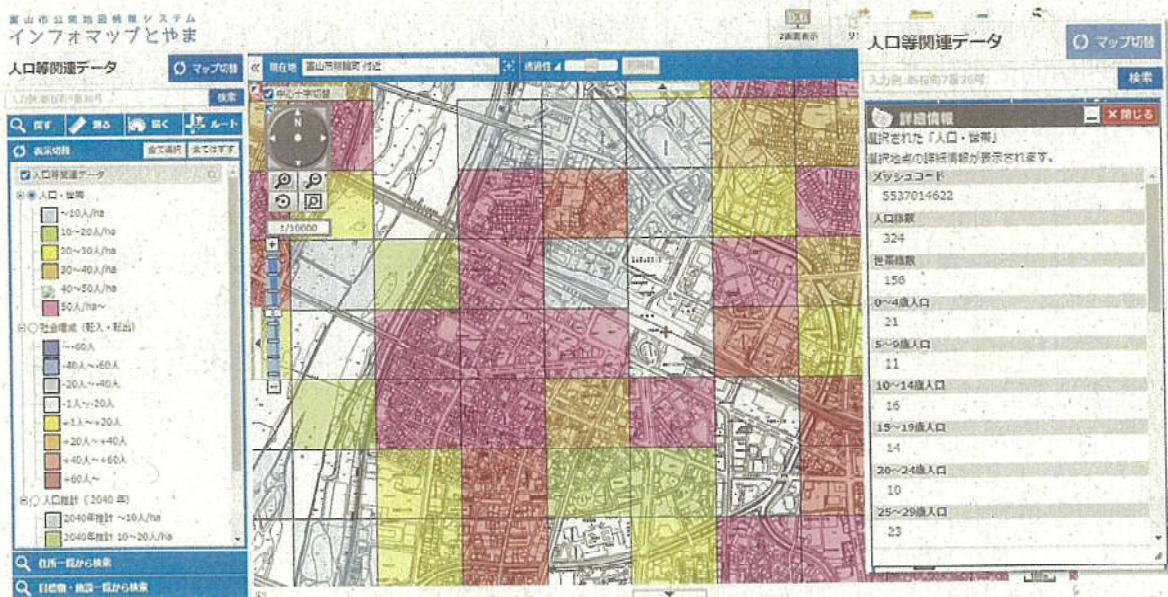 富山市公開地図情報システム
インフォマップとやま
人口等関連データ
マップ切替
検索
探す
測る
描く
ルート
表示切替
全て選択
全てはずす
人口等関連データ
人口・世帯
～10人/ha
10～20人/ha
20～30人/ha
30～40人/ha
40～50人/ha
50人/ha～
社会増減（転入・転出）
～-60人
-40人～-60人
-20人～-40人
-1人～-20人
+1人～+20人
+20人～+40人
+40人～+60人
+60人～
人口推計（2040年）
2040年推計 ～10人/ha
2040年推計 10～20人/ha
住所一覧から検索
目標物・施設一覧から検索
現在地
付近
透過性
中心十字切替
N
1/10000
2画面表示
人口等関連データ
マップ切替
検索
詳細情報
閉じる
選択された「人口・世帯」
選択地点の詳細情報が表示されます。
メッシュコード
5537014622
人口総数
324
世帯総数
156
0～4歳人口
21
5～9歳人口
11
10～14歳人口
16
15～19歳人口
14
20～24歳人口
10
25～29歳人口
23